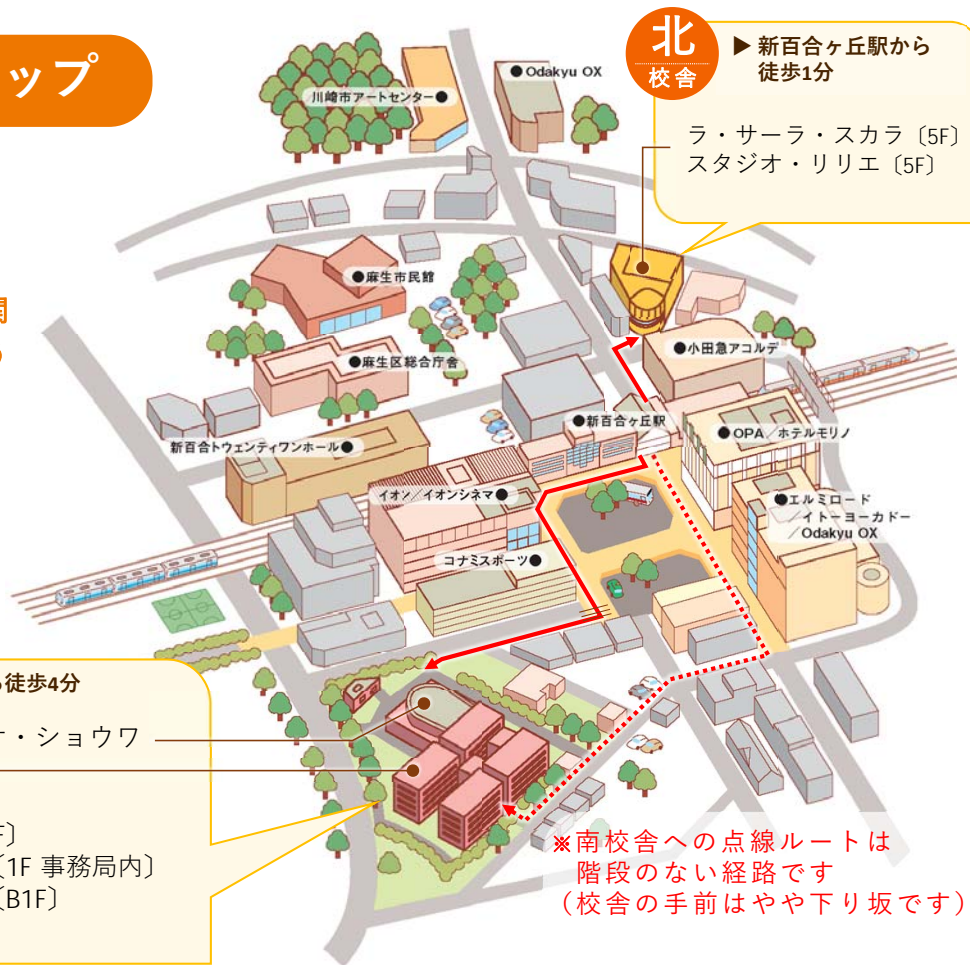 ップ
北
校舎
▶ 新百合ヶ丘駅から
徒歩1分
ラ・サーラ・スカラ〔5F〕
スタジオ・リリエ〔5F〕
川崎市アートセンター●
●Odakyu OX
●麻生市民館
●麻生区総合庁舎
●小田急アコルデ
●新百合ヶ丘駅
●OPA／ホテルモリノ
新百合トウェンティワンホール●
イオン／イオンシネマ●
●エルミロード
／イトーヨーカドー
／Odakyu OX
コナミスポーツ●
徒歩4分
・ショウワ
〔1F 事務局内〕
〔B1F〕
※南校舎への点線ルートは
階段のない経路です
（校舎の手前はやや下り坂です）